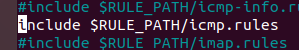 #include $RULE_PATH/icmp-info.ru
include $RULE_PATH/icmp.rules
#include $RULE_PATH/imap.rules